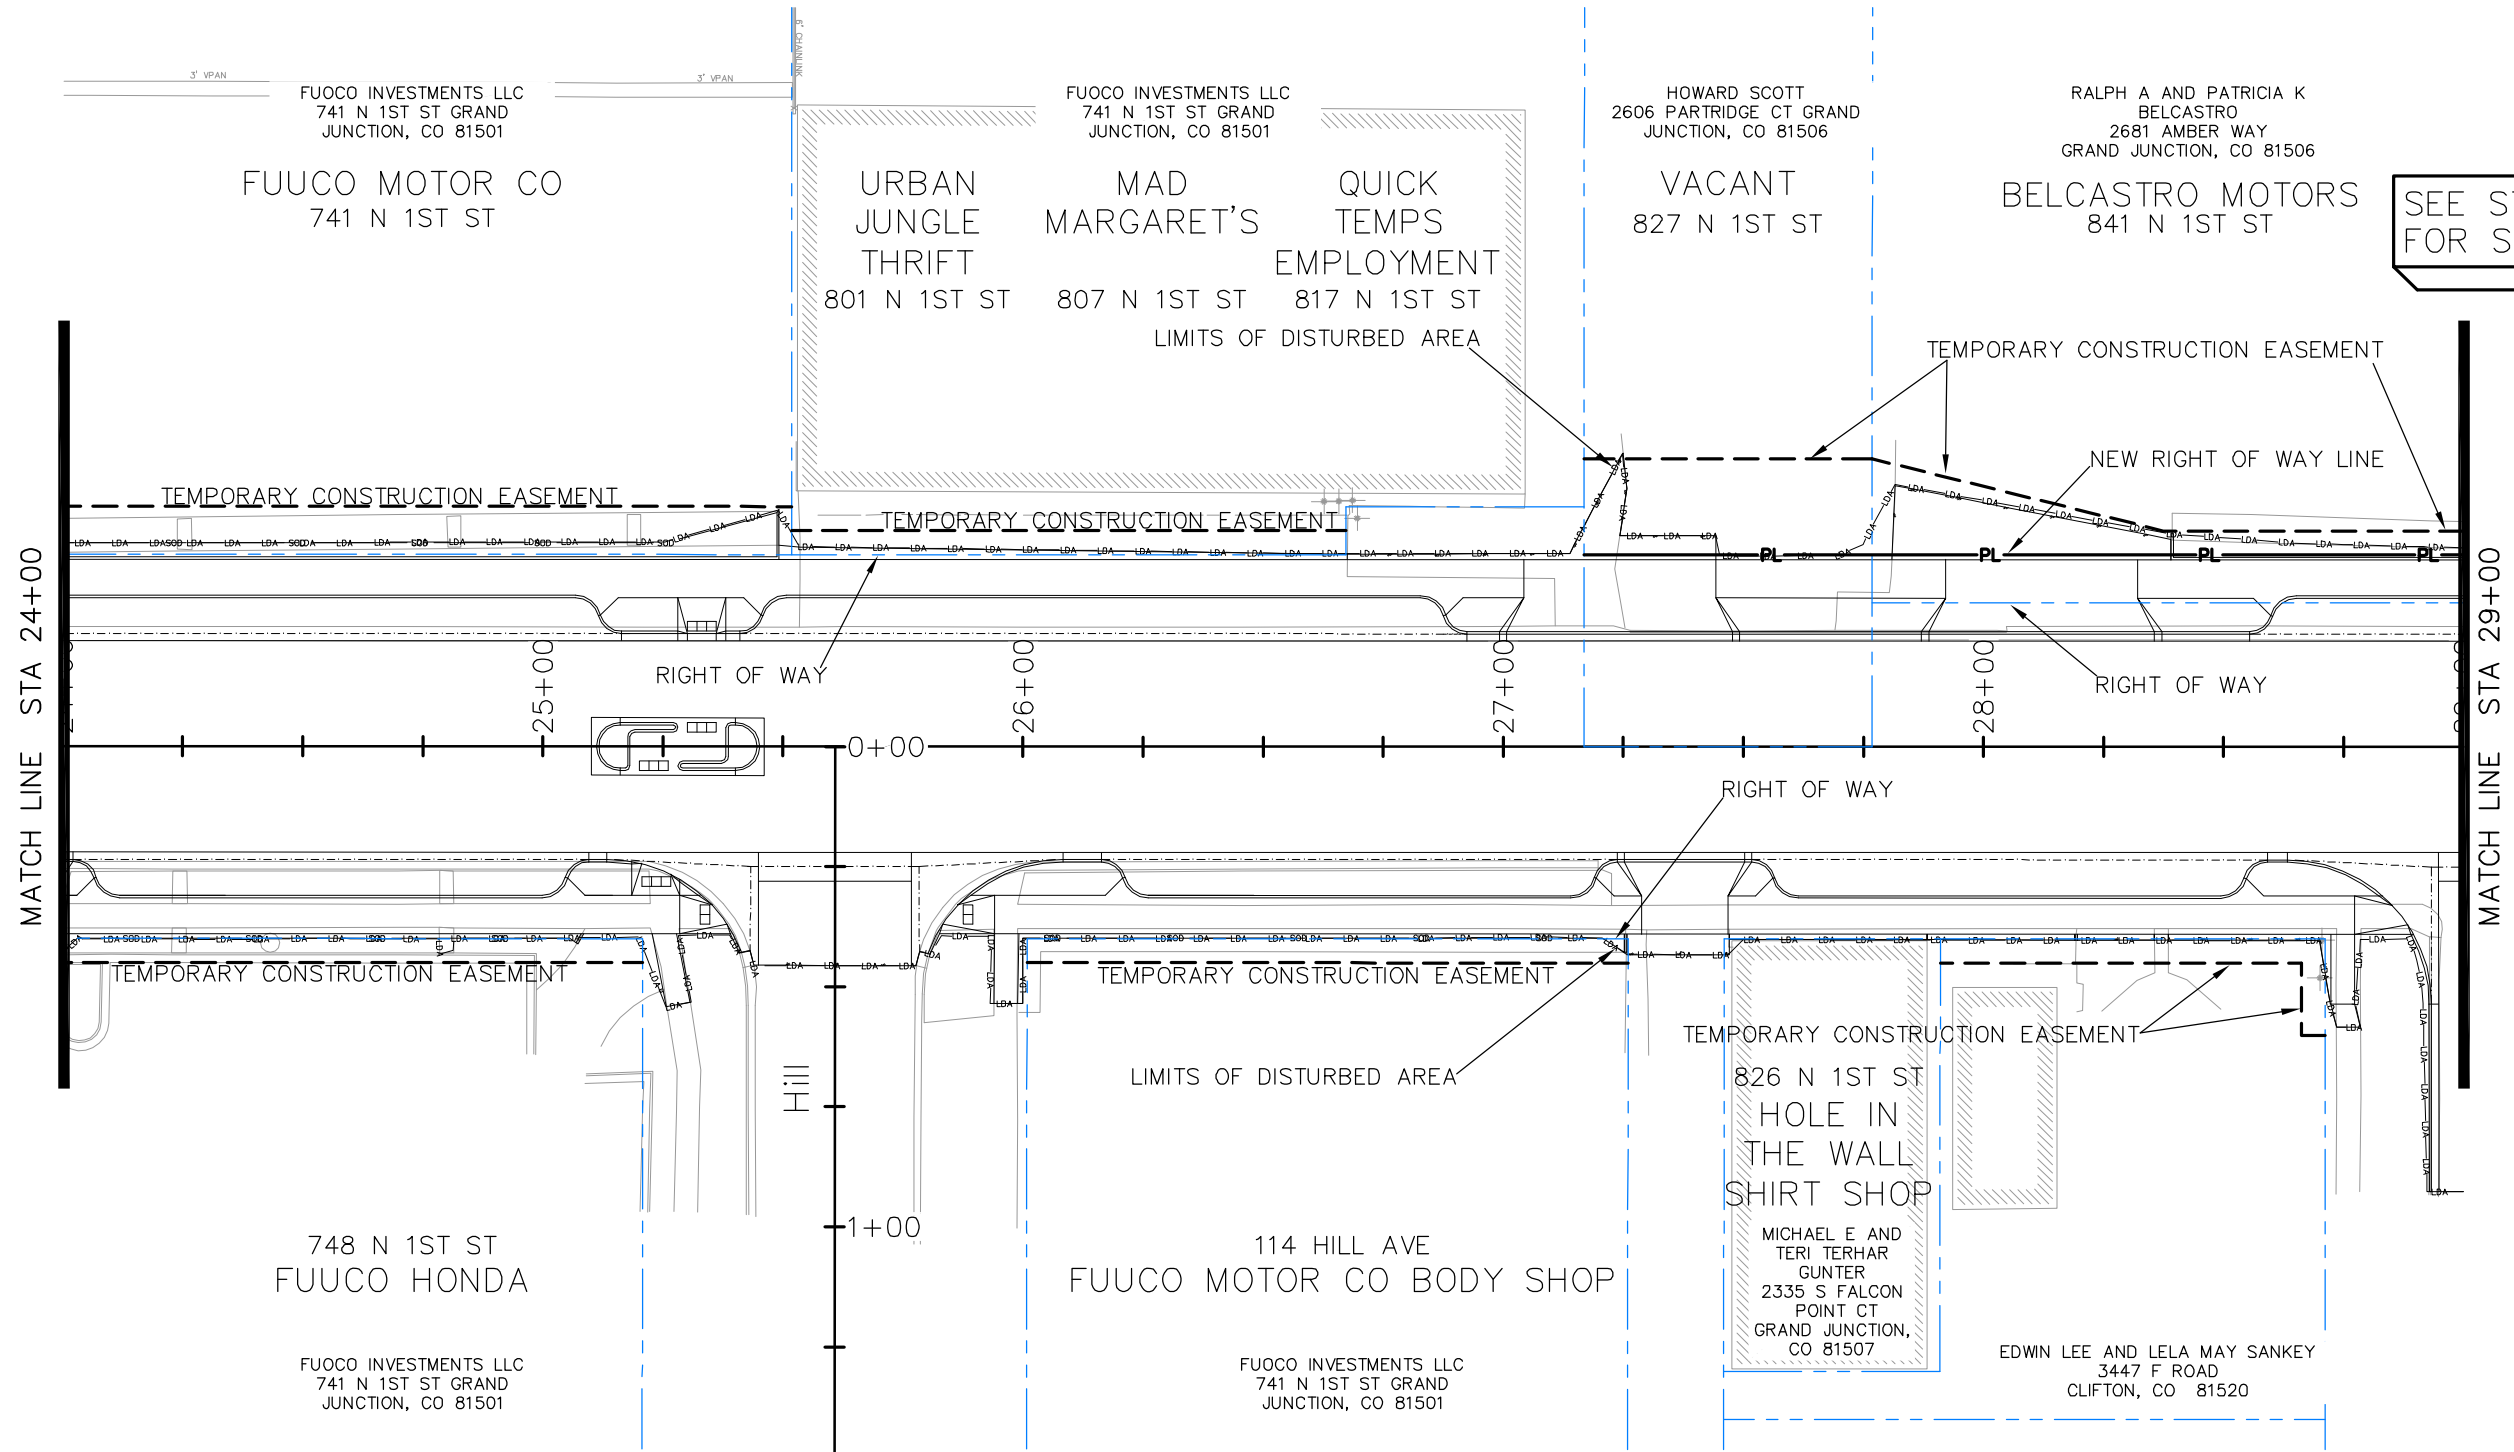 3' VPAN
3' VPAN
6' CHAINLINK
FUOCO INVESTMENTS LLC
741 N 1ST ST GRAND
JUNCTION, CO 81501
FUUCO MOTOR CO
741 N 1ST ST
FUOCO INVESTMENTS LLC
741 N 1ST ST GRAND
JUNCTION, CO 81501
URBAN
JUNGLE
THRIFT
801 N 1ST ST
MAD
MARGARET'S
807 N 1ST ST
QUICK
TEMPS
EMPLOYMENT
817 N 1ST ST
HOWARD SCOTT
2606 PARTRIDGE CT GRAND
JUNCTION, CO 81506
VACANT
827 N 1ST ST
RALPH A AND PATRICIA K
BELCASTRO
2681 AMBER WAY
GRAND JUNCTION, CO 81506
BELCASTRO MOTORS
841 N 1ST ST
SEE
FOR
LIMITS OF DISTURBED AREA
TEMPORARY CONSTRUCTION EASEMENT
NEW RIGHT OF WAY LINE
TEMPORARY CONSTRUCTION EASEMENT
TEMPORARY CONSTRUCTION EASEMENT
PL PL PL PL
RIGHT OF WAY
RIGHT OF WAY
MATCH LINE STA 24+00
25+00
26+00
27+00
28+00
MATCH LINE STA 29+00
0+00
RIGHT OF WAY
TEMPORARY CONSTRUCTION EASEMENT
TEMPORARY CONSTRUCTION EASEMENT
TEMPORARY CONSTRUCTION EASEMENT
LIMITS OF DISTURBED AREA
Hill
1+00
748 N 1ST ST
FUUCO HONDA
FUOCO INVESTMENTS LLC
741 N 1ST ST GRAND
JUNCTION, CO 81501
114 HILL AVE
FUUCO MOTOR CO BODY SHOP
FUOCO INVESTMENTS LLC
741 N 1ST ST GRAND
JUNCTION, CO 81501
826 N 1ST ST
HOLE IN
THE WALL
SHIRT SHOP
MICHAEL E AND
TERI TERHAR
GUNTER
2335 S FALCON
POINT CT
GRAND JUNCTION,
CO 81507
EDWIN LEE AND LELA MAY SANKEY
3447 F ROAD
CLIFTON, CO 81520